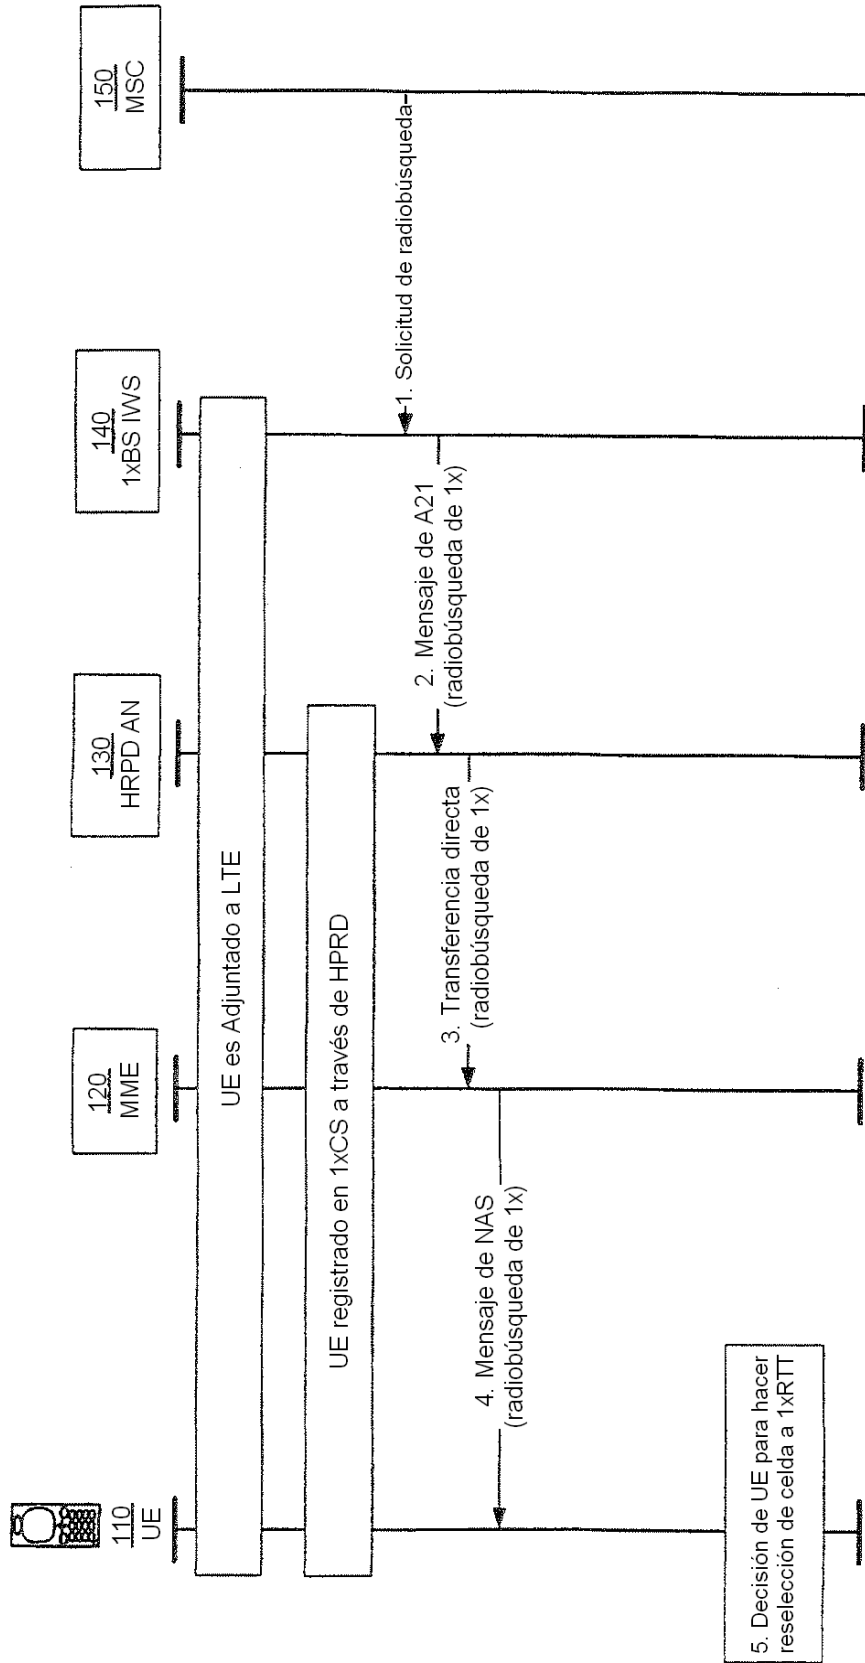 110
UE
120
MME
130
HRPD AN
140
1xBS IWS
150
MSC
UE es Adjuntado a LTE
UE registrado en 1xCS a través de HPRD
1. Solicitud de radiobúsqueda
2. Mensaje de A21
(radiobúsqueda de 1x)
3. Transferencia directa
(radiobúsqueda de 1x)
4. Mensaje de NAS
(radiobúsqueda de 1x)
5. Decisión de UE para hacer
reselección de celda a 1xRTT